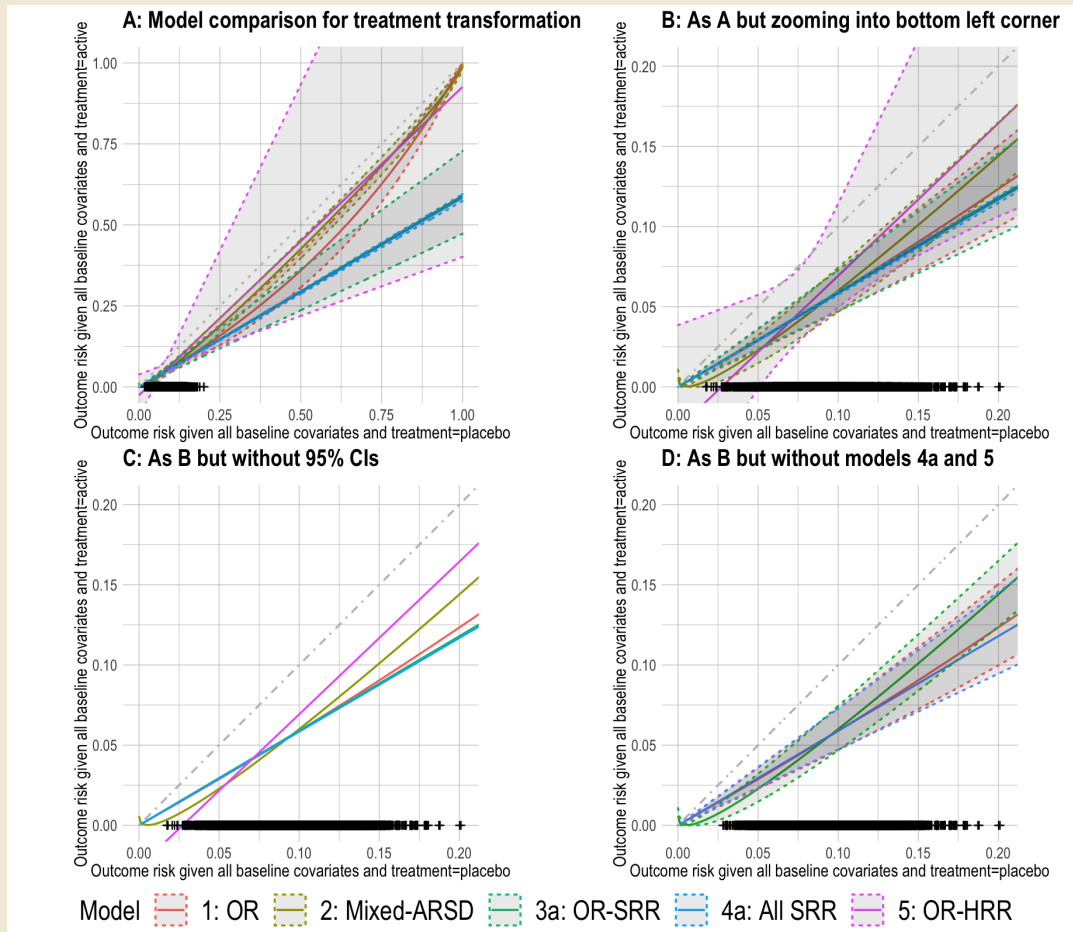 A: Model comparison for treatment transformation
Outcome risk given all baseline covariates and treatment=active
1.00
0.75
0.50
0.25
0.00
0.00 0.25 0.50 0.75 1.00
Outcome risk given all baseline covariates and treatment=placebo
B: As A but zooming into bottom left corner
Outcome risk given all baseline covariates and treatment=active
0.20
0.15
0.10
0.05
0.00
0.00 0.05 0.10 0.15 0.20
Outcome risk given all baseline covariates and treatment=placebo
C: As B but without 95% CIs
Outcome risk given all baseline covariates and treatment=active
0.20
0.15
0.10
0.05
0.00
0.00 0.05 0.10 0.15 0.20
Outcome risk given all baseline covariates and treatment=placebo
D: As B but without models 4a and 5
Outcome risk given all baseline covariates and treatment=active
0.20
0.15
0.10
0.05
0.00
0.00 0.05 0.10 0.15 0.20
Outcome risk given all baseline covariates and treatment=placebo
Model 1: OR 2: Mixed-ARSD 3a: OR-SRR 4a: All SRR 5: OR-HRR